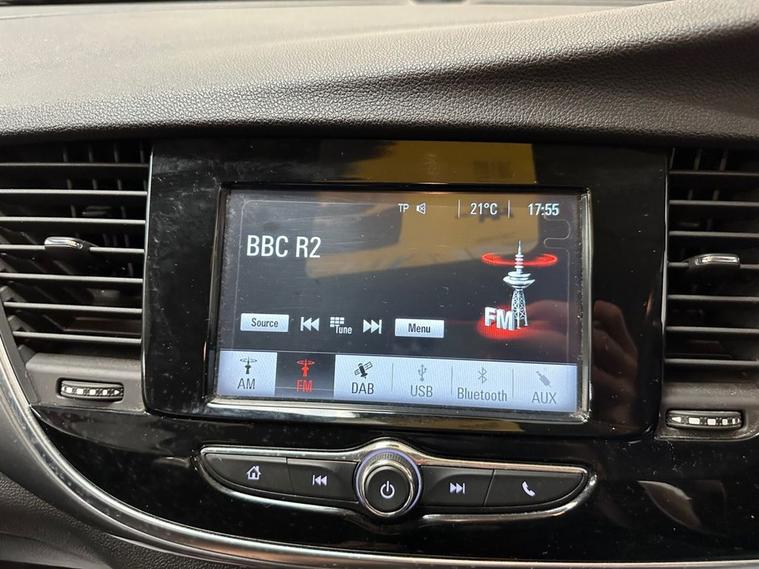 TP 21°C 17:55
BBC R2
FM
Source Tune Menu
AM FM DAB USB Bluetooth AUX